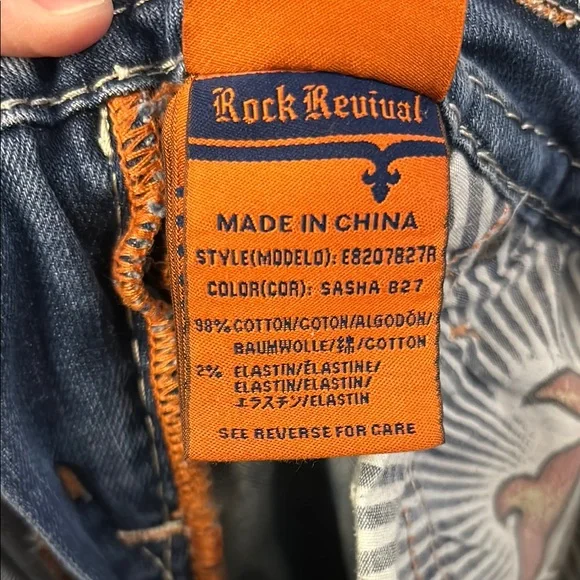 Rock Revival
MADE IN CHINA
STYLE(MODELO): E8207B27R
COLOR(COR): SASHA B27
98% COTTON/COTON/ALGODÓN/
BAUMWOLLE/綿/COTTON
2% ELASTIN/ÉLASTINE/
ELASTIN/ELASTIN/
エラスチン/ELASTIN
SEE REVERSE FOR CARE